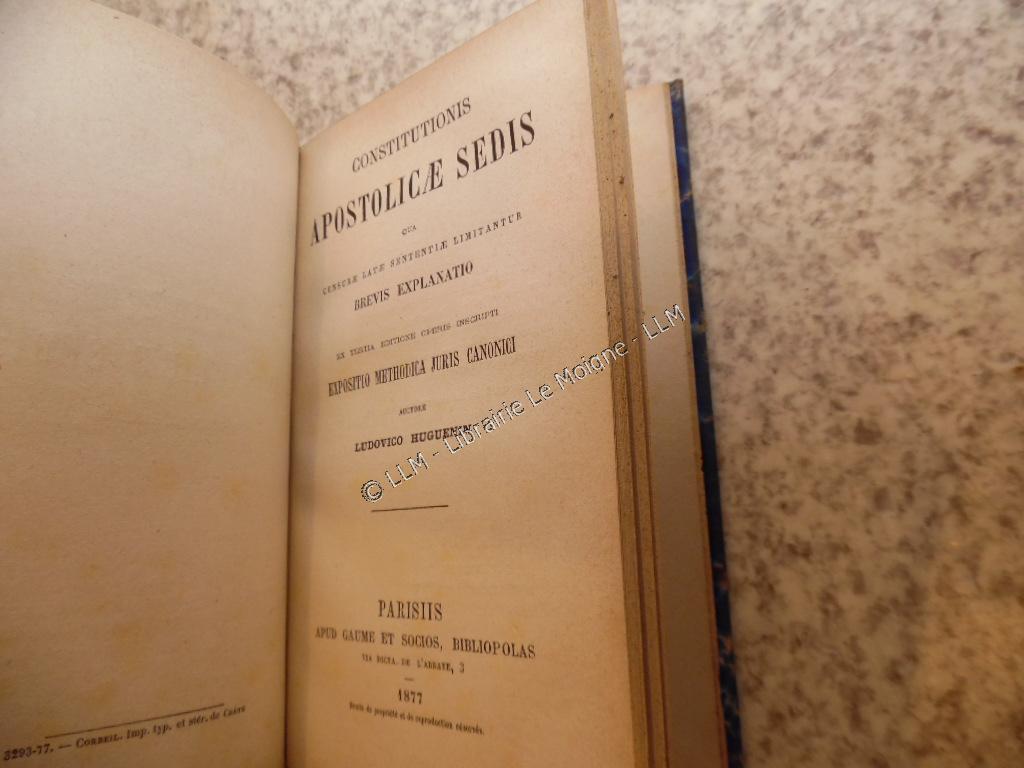 3293-77. — CORBEIL. Imp. typ. et stér. de CRÉTÉ
CONSTITUTIONIS
APOSTOLICÆ SEDIS
QUA
CENSURÆ LATÆ SENTENTIÆ LIMITANTUR
BREVIS EXPLANATIO
EX TERTIA EDITIONE OPERIS INSCRIPTI
EXPOSITIO METHODICA JURIS CANONICI
AUCTORE
LUDOVICO HUGUENIN
© LLM - Librairie Le Moigne - LLM
PARISIIS
APUD GAUME ET SOCIOS, BIBLIOPOLAS
VIA DICTA DE L'ABBAYE, 3
1877
Droits de propriété et de reproduction réservés.